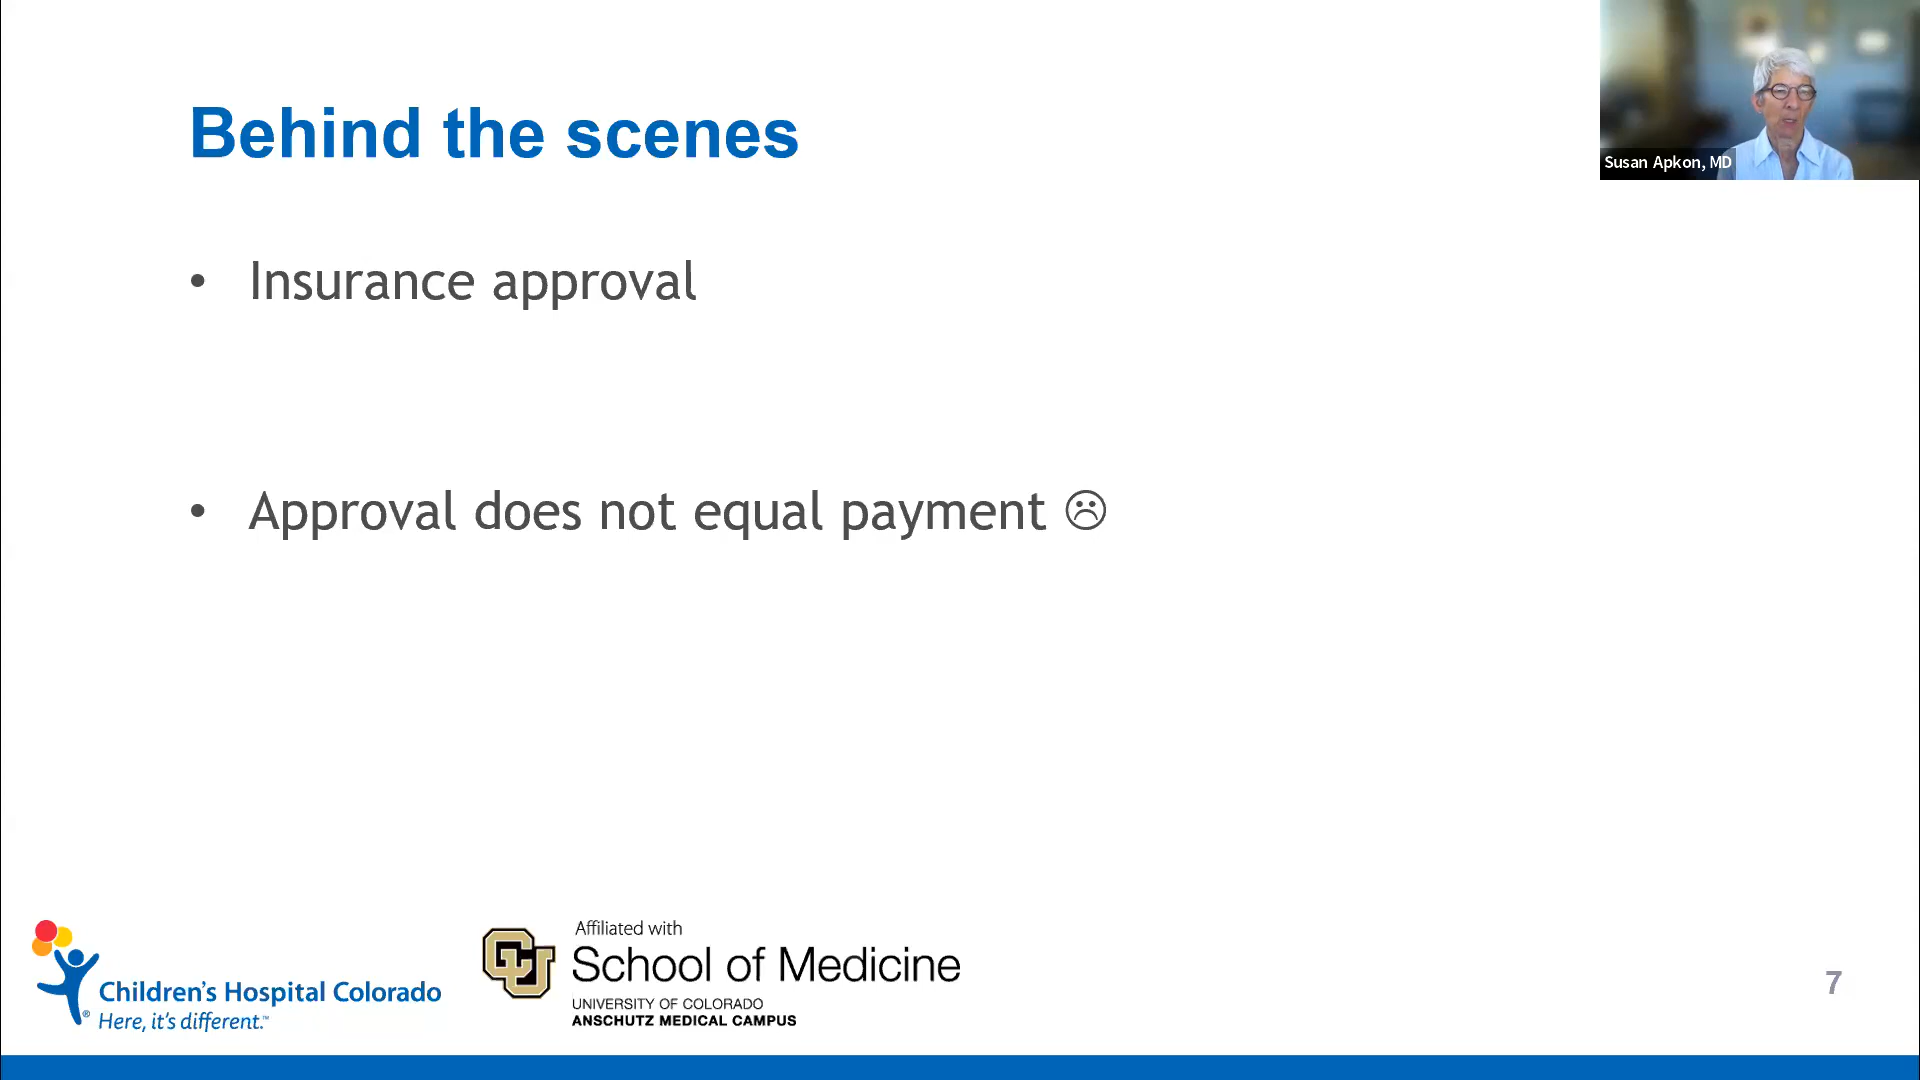 Behind the scenes
Susan Apkon, MD
• Insurance approval
• Approval does not equal payment ☹
Affiliated with
CU
School of Medicine
UNIVERSITY OF COLORADO
ANSCHUTZ MEDICAL CAMPUS
Children's Hospital Colorado
Here, it's different.™
®
7